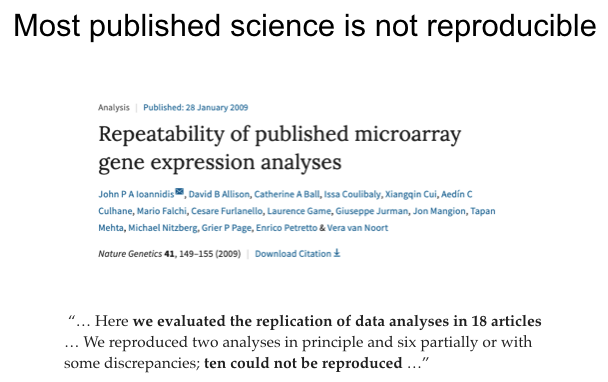 Most published science is not reproducible
Analysis | Published: 28 January 2009
Repeatability of published microarray
gene expression analyses
John P A Ioannidis, David B Allison, Catherine A Ball, Issa Coulibaly, Xiangqin Cui, Aedín C
Culhane, Mario Falchi, Cesare Furlanello, Laurence Game, Giuseppe Jurman, Jon Mangion, Tapan
Mehta, Michael Nitzberg, Grier P Page, Enrico Petretto & Vera van Noort
Nature Genetics 41, 149–155 (2009) | Download Citation
“… Here we evaluated the replication of data analyses in 18 articles
… We reproduced two analyses in principle and six partially or with
some discrepancies; ten could not be reproduced …”